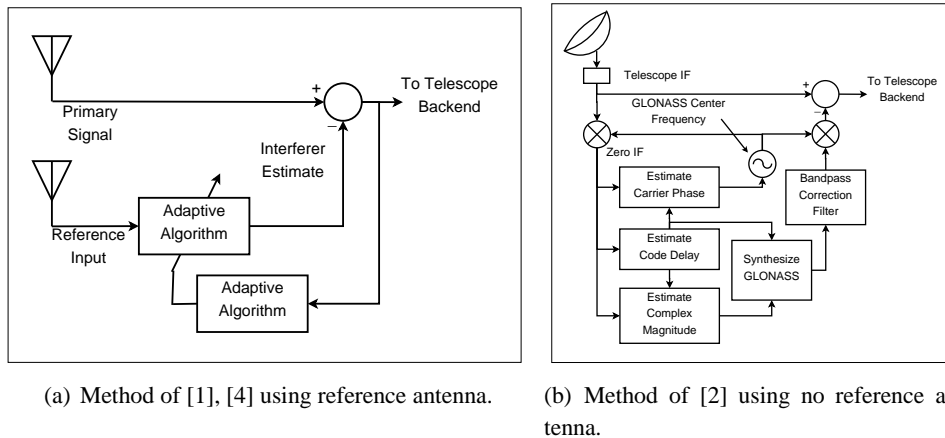 To Telescope
Backend
+
−
Primary
Signal
Interferer
Estimate
Reference
Input
Adaptive
Algorithm
Adaptive
Algorithm
(a) Method of [1], [4] using reference antenna.
Telescope IF
To Telescope
Backend
+
−
GLONASS Center
Frequency
Zero IF
Estimate
Carrier Phase
Estimate
Code Delay
Estimate
Complex
Magnitude
Synthesize
GLONASS
Bandpass
Correction
Filter
(b) Method of [2] using no reference a
tenna.